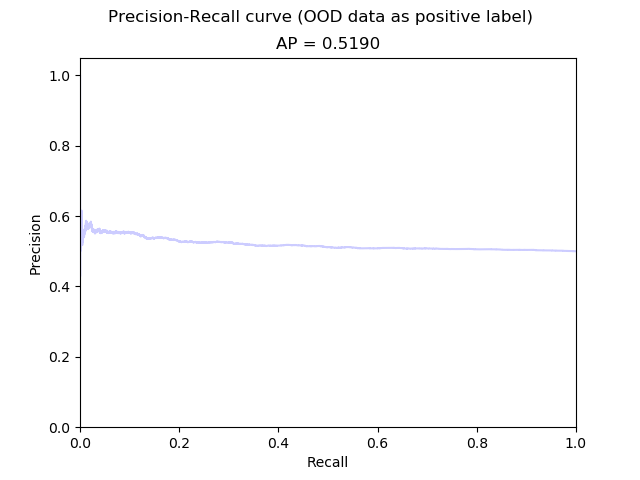 Precision-Recall curve (OOD data as positive label)
AP = 0.5190
1.0
0.8
0.6
0.4
0.2
0.0
Precision
0.0 0.2 0.4 0.6 0.8 1.0
Recall